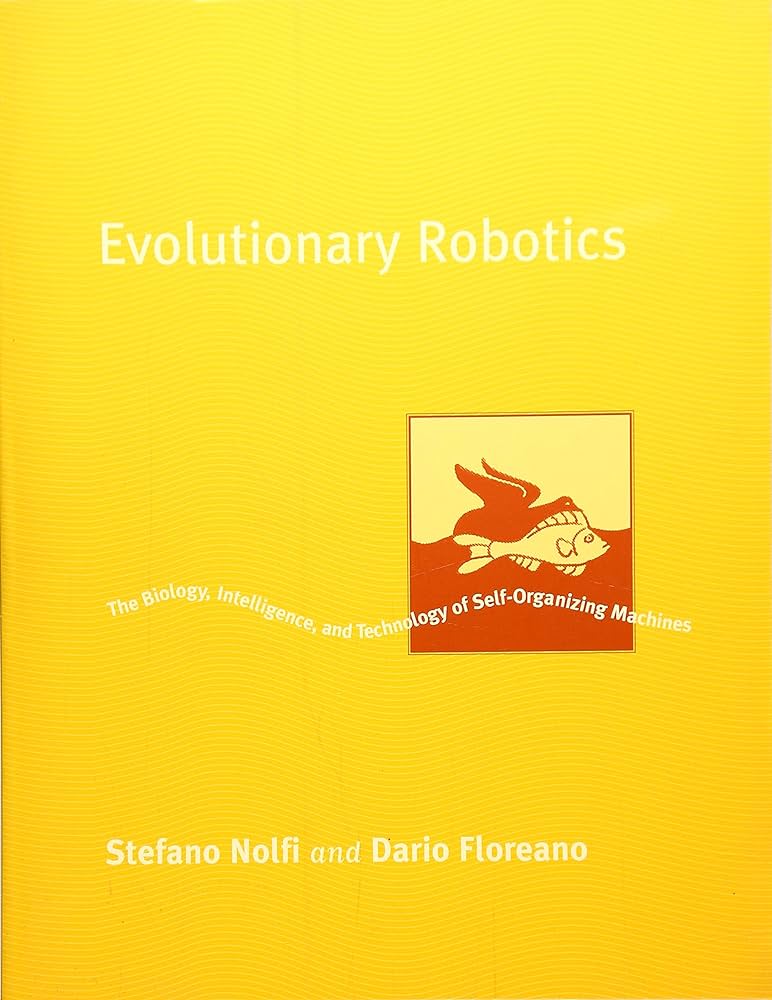 Evolutionary Robotics
The Biology, Intelligence, and Technology of Self-Organizing Machines
Stefano Nolfi and Dario Floreano